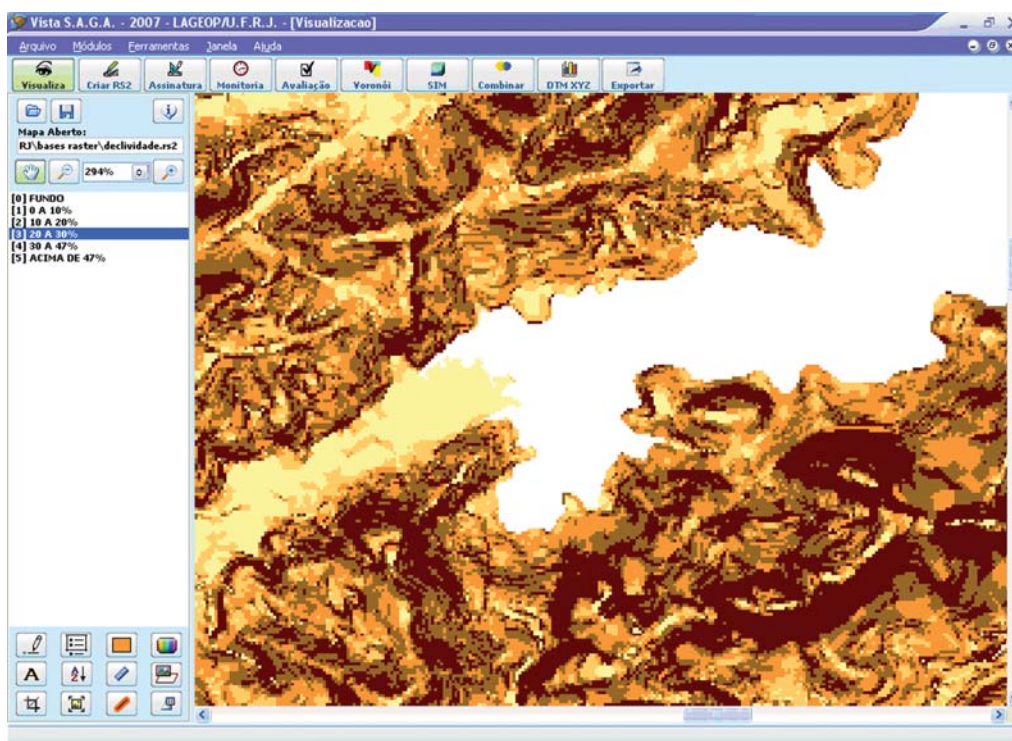 Vista S.A.G.A. - 2007 - LAGEOP/U.F.R.J. - [Visualizacao]
Arquivo Módulos Ferramentas Janela Ajuda
Visualiza Criar RS2 Assinatura Monitoria Avaliação Voronói SIM Combinar DTM XYZ Exportar
Mapa Aberto:
RJ\bases raster\declividade.rs2
294%
[0] FUNDO
[1] 0 A 10%
[2] 10 A 20%
[3] 20 A 30%
[4] 30 A 47%
[5] ACIMA DE 47%
A